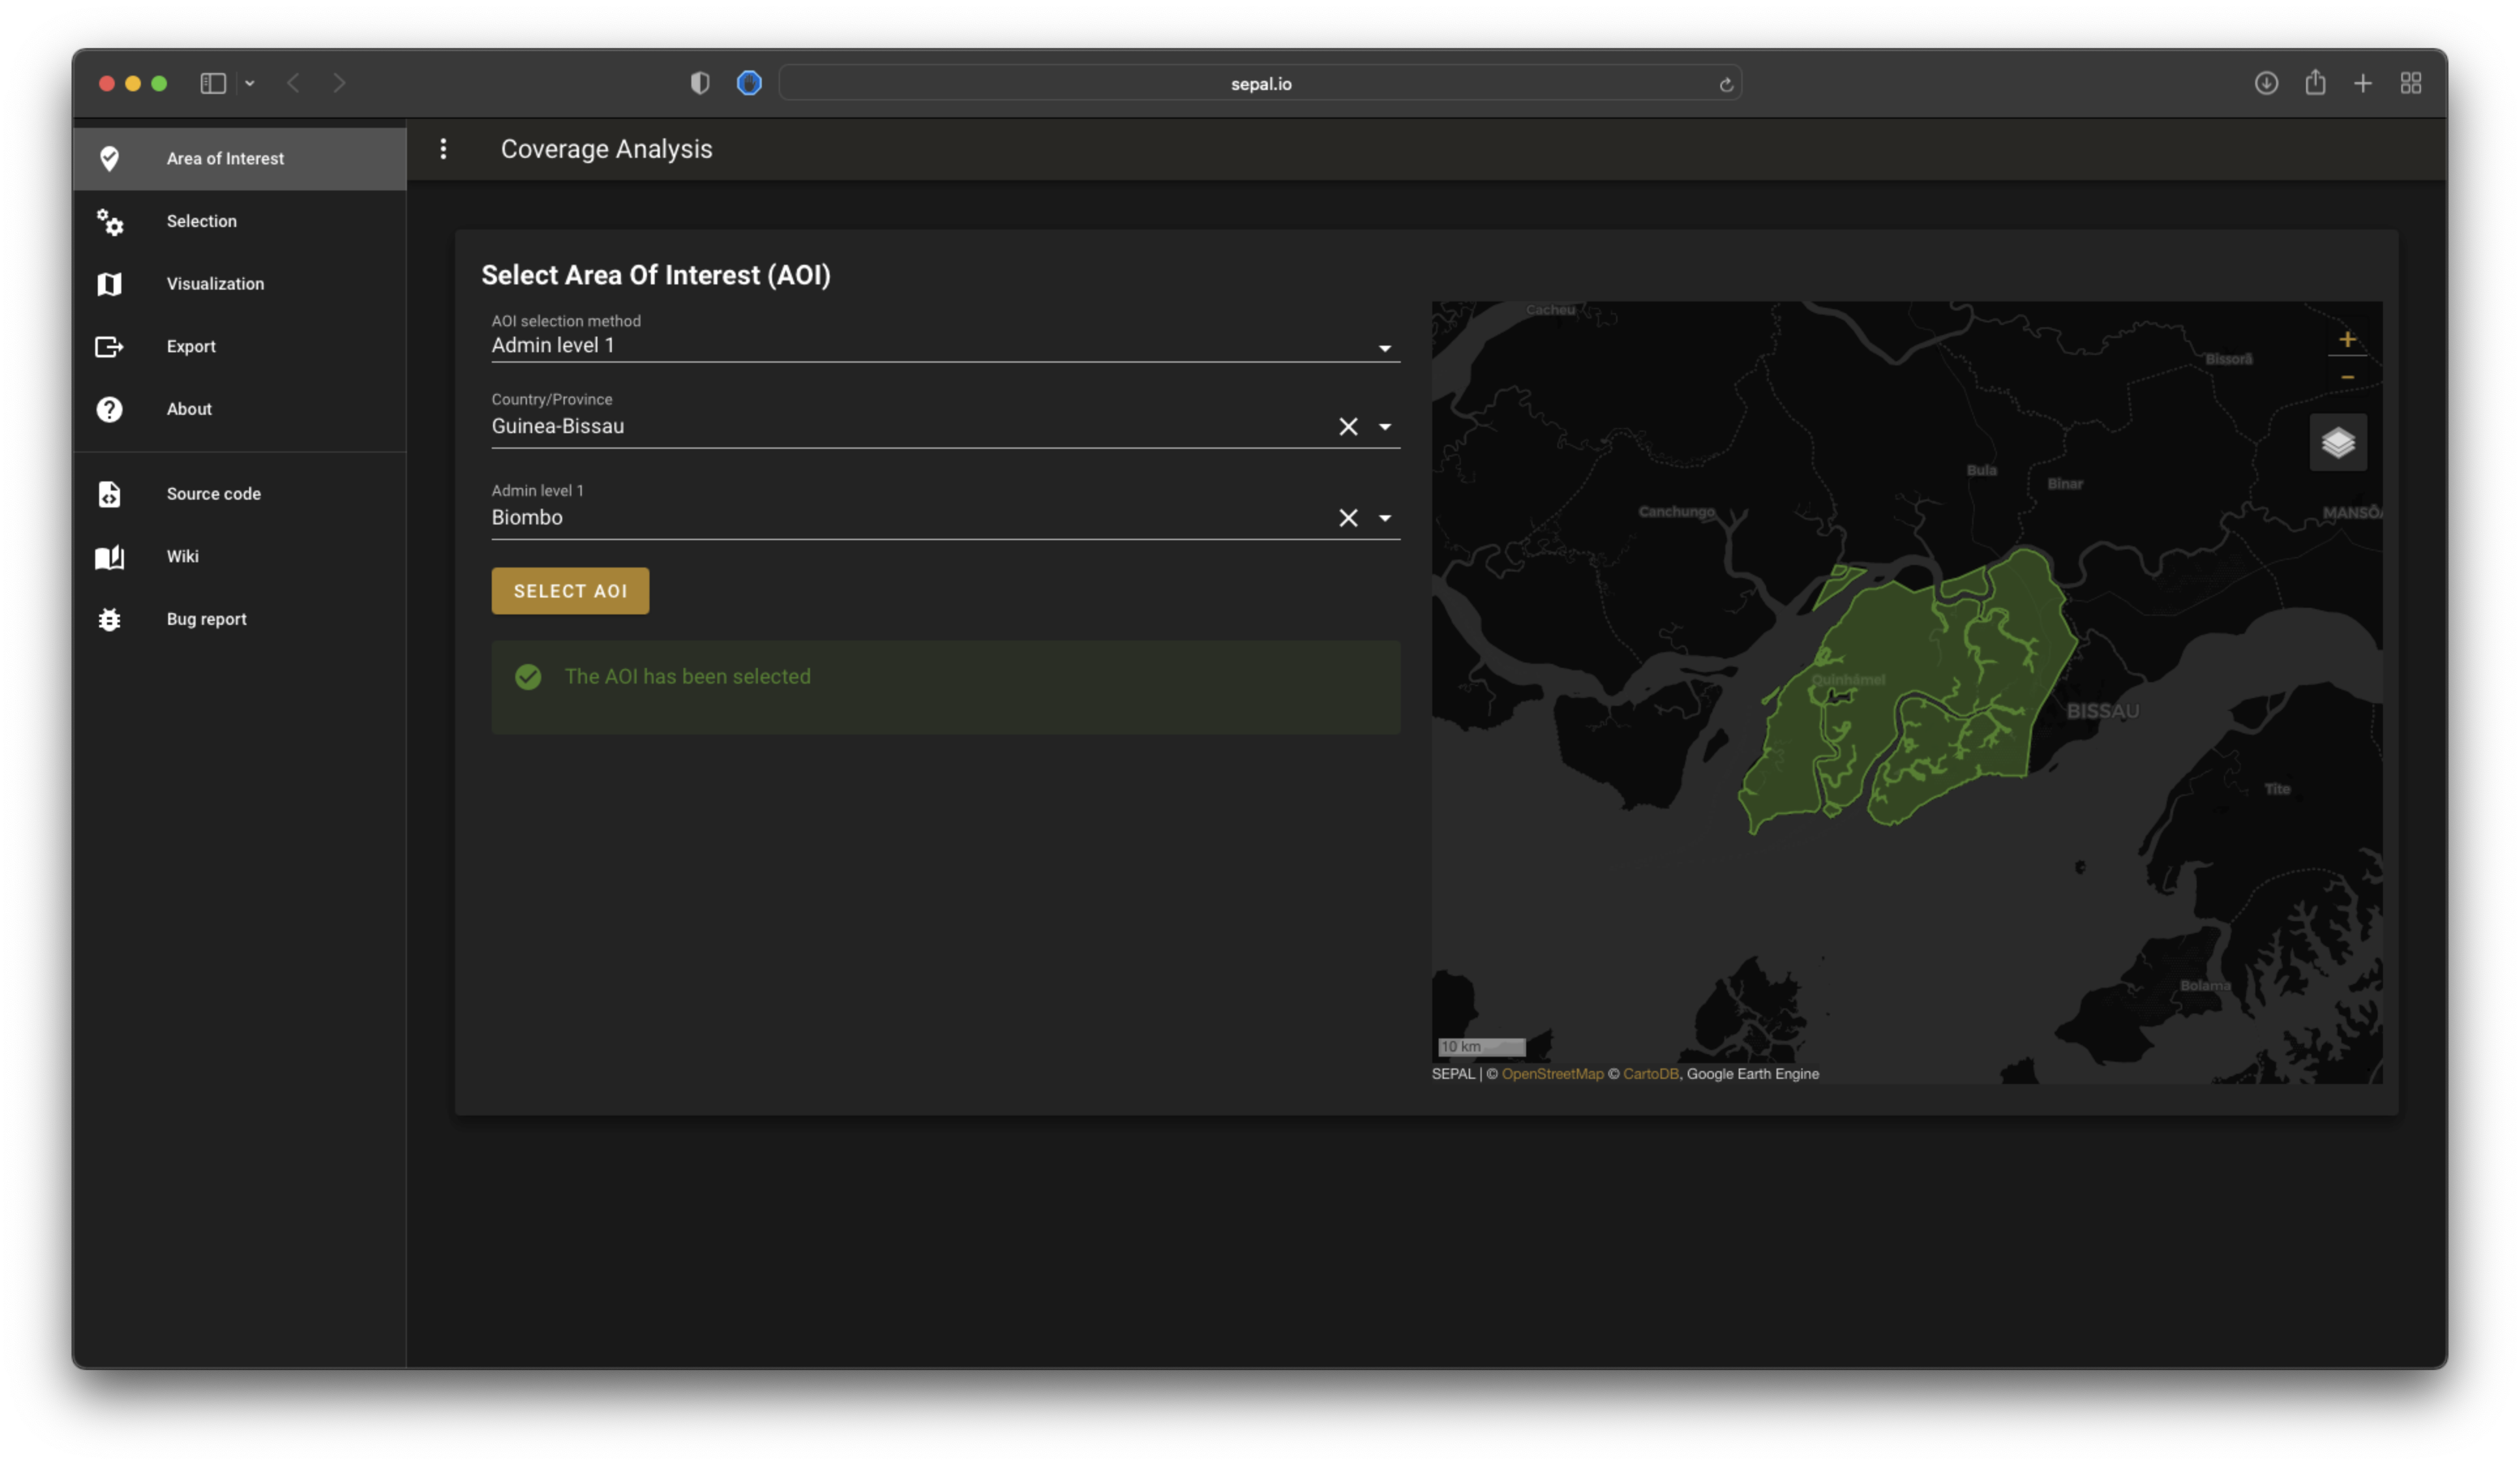 sepal.io
Area of Interest
Selection
Visualization
Export
About
Source code
Wiki
Bug report
Coverage Analysis
Select Area Of Interest (AOI)
AOI selection method
Admin level 1
Country/Province
Guinea-Bissau
Admin level 1
Biombo
SELECT AOI
The AOI has been selected
Cacheu
Bissorã
Bula
Binar
Canchungo
MANSÔA
Quinhámel
BISSAU
Tite
Bolama
10 km
SEPAL | © OpenStreetMap © CartoDB, Google Earth Engine